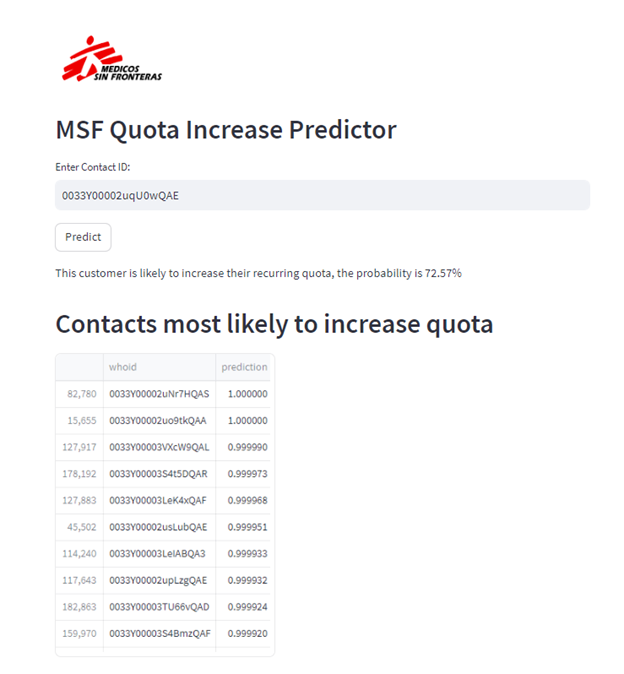 MEDICOS
SIN FRONTERAS
MSF Quota Increase Predictor
Enter Contact ID:
0033Y00002uqU0wQAE
Predict
This customer is likely to increase their recurring quota, the probability is 72.57%
Contacts most likely to increase quota
whoid prediction
82,780 0033Y00002uNr7HQAS 1.000000
15,655 0033Y00002uo9tkQAA 1.000000
127,917 0033Y00003VXcW9QAL 0.999990
178,192 0033Y00003S4t5DQAR 0.999973
127,883 0033Y00003LeK4xQAF 0.999968
45,502 0033Y00002usLubQAE 0.999951
114,240 0033Y00003LelABQA3 0.999933
117,643 0033Y00002upLzgQAE 0.999932
182,863 0033Y00003TU66vQAD 0.999924
159,970 0033Y00003S4BmzQAF 0.999920